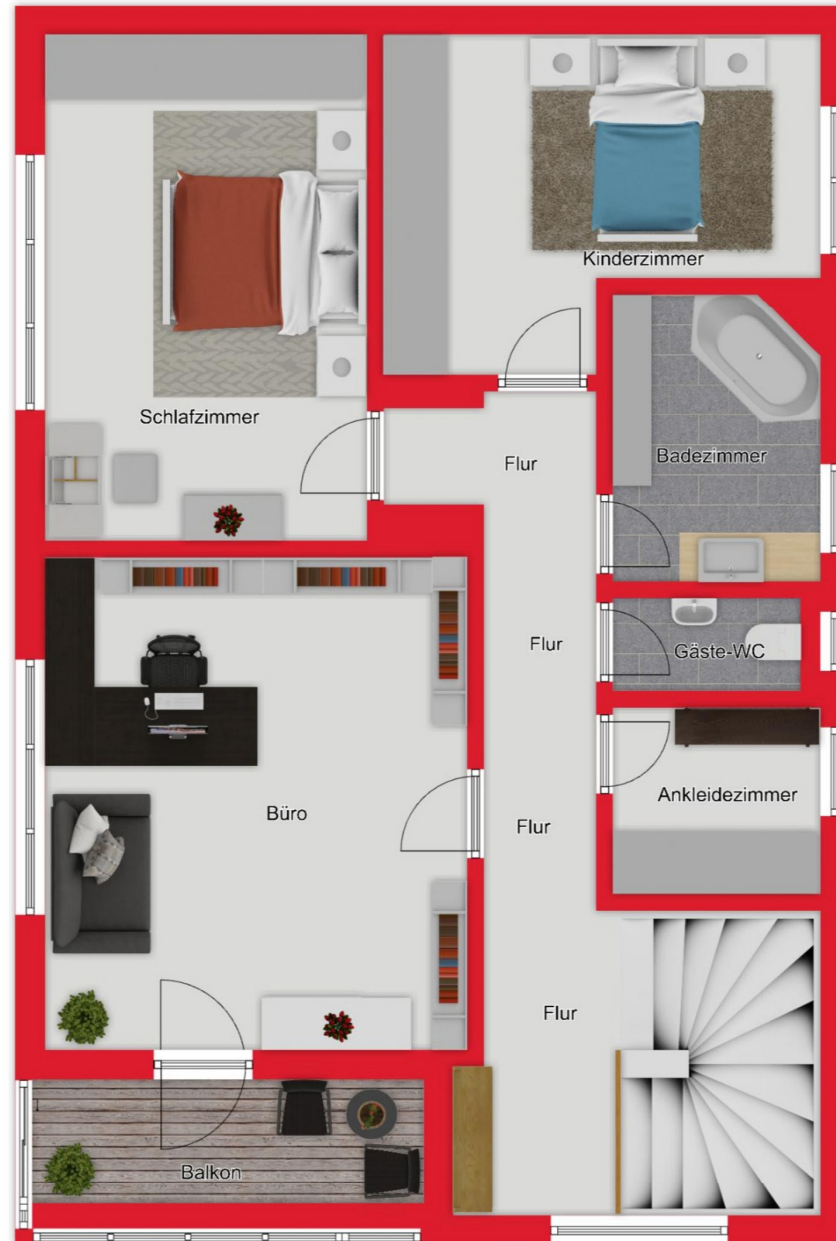 Kinderzimmer
Schlafzimmer
Flur
Badezimmer
Flur
Gäste-WC
Ankleidezimmer
Büro
Flur
Flur
Balkon